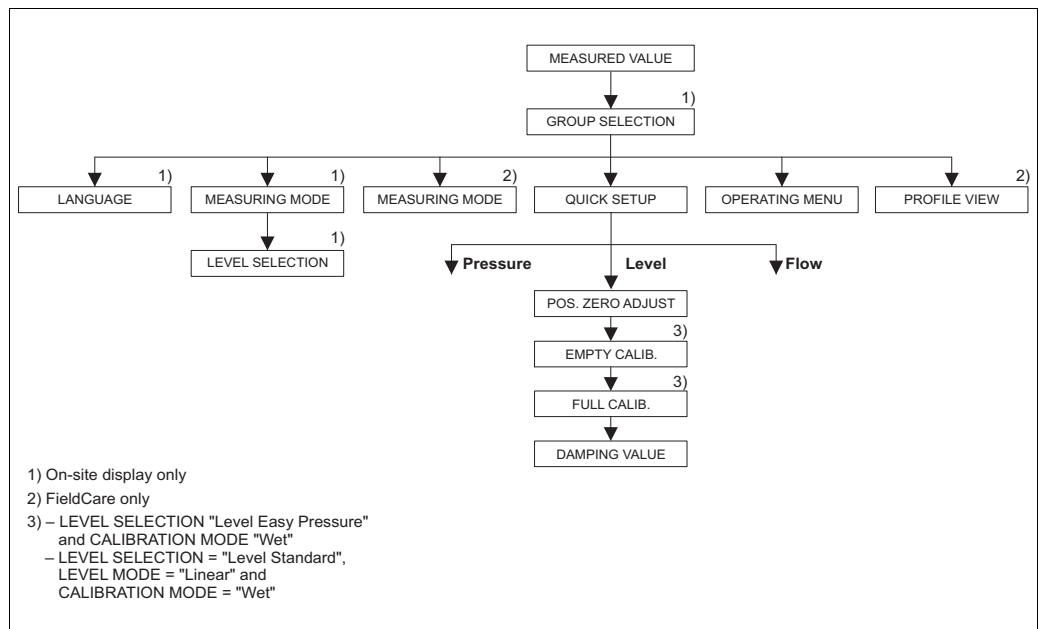 MEASURED VALUE
1)
GROUP SELECTION
1)
LANGUAGE
1)
MEASURING MODE
2)
MEASURING MODE
QUICK SETUP
OPERATING MENU
2)
PROFILE VIEW
1)
LEVEL SELECTION
Pressure
Level
Flow
POS. ZERO ADJUST
3)
EMPTY CALIB.
3)
FULL CALIB.
DAMPING VALUE
1) On-site display only
2) FieldCare only
3) – LEVEL SELECTION "Level Easy Pressure"
and CALIBRATION MODE "Wet"
– LEVEL SELECTION = "Level Standard",
LEVEL MODE = "Linear" and
CALIBRATION MODE = "Wet"